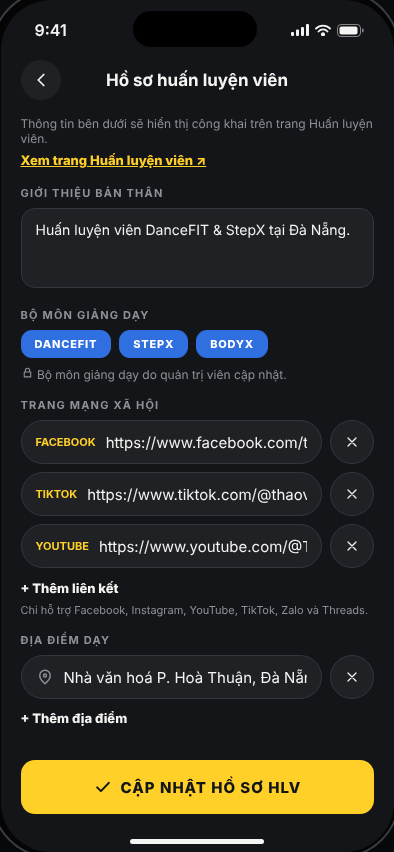 9:41
Hồ sơ huấn luyện viên
Thông tin bên dưới sẽ hiển thị công khai trên trang Huấn luyện
viên.
Xem trang Huấn luyện viên ↗
GIỚI THIỆU BẢN THÂN
Huấn luyện viên DanceFIT & StepX tại Đà Nẵng.
BỘ MÔN GIẢNG DẠY
DANCEFIT STEPX BODYX
Bộ môn giảng dạy do quản trị viên cập nhật.
TRANG MẠNG XÃ HỘI
FACEBOOK https://www.facebook.com/t
TIKTOK https://www.tiktok.com/@thaov
YOUTUBE https://www.youtube.com/@T
+ Thêm liên kết
Chỉ hỗ trợ Facebook, Instagram, YouTube, TikTok, Zalo và Threads.
ĐỊA ĐIỂM DẠY
Nhà văn hoá P. Hoà Thuận, Đà Nẵn
+ Thêm địa điểm
CẬP NHẬT HỒ SƠ HLV